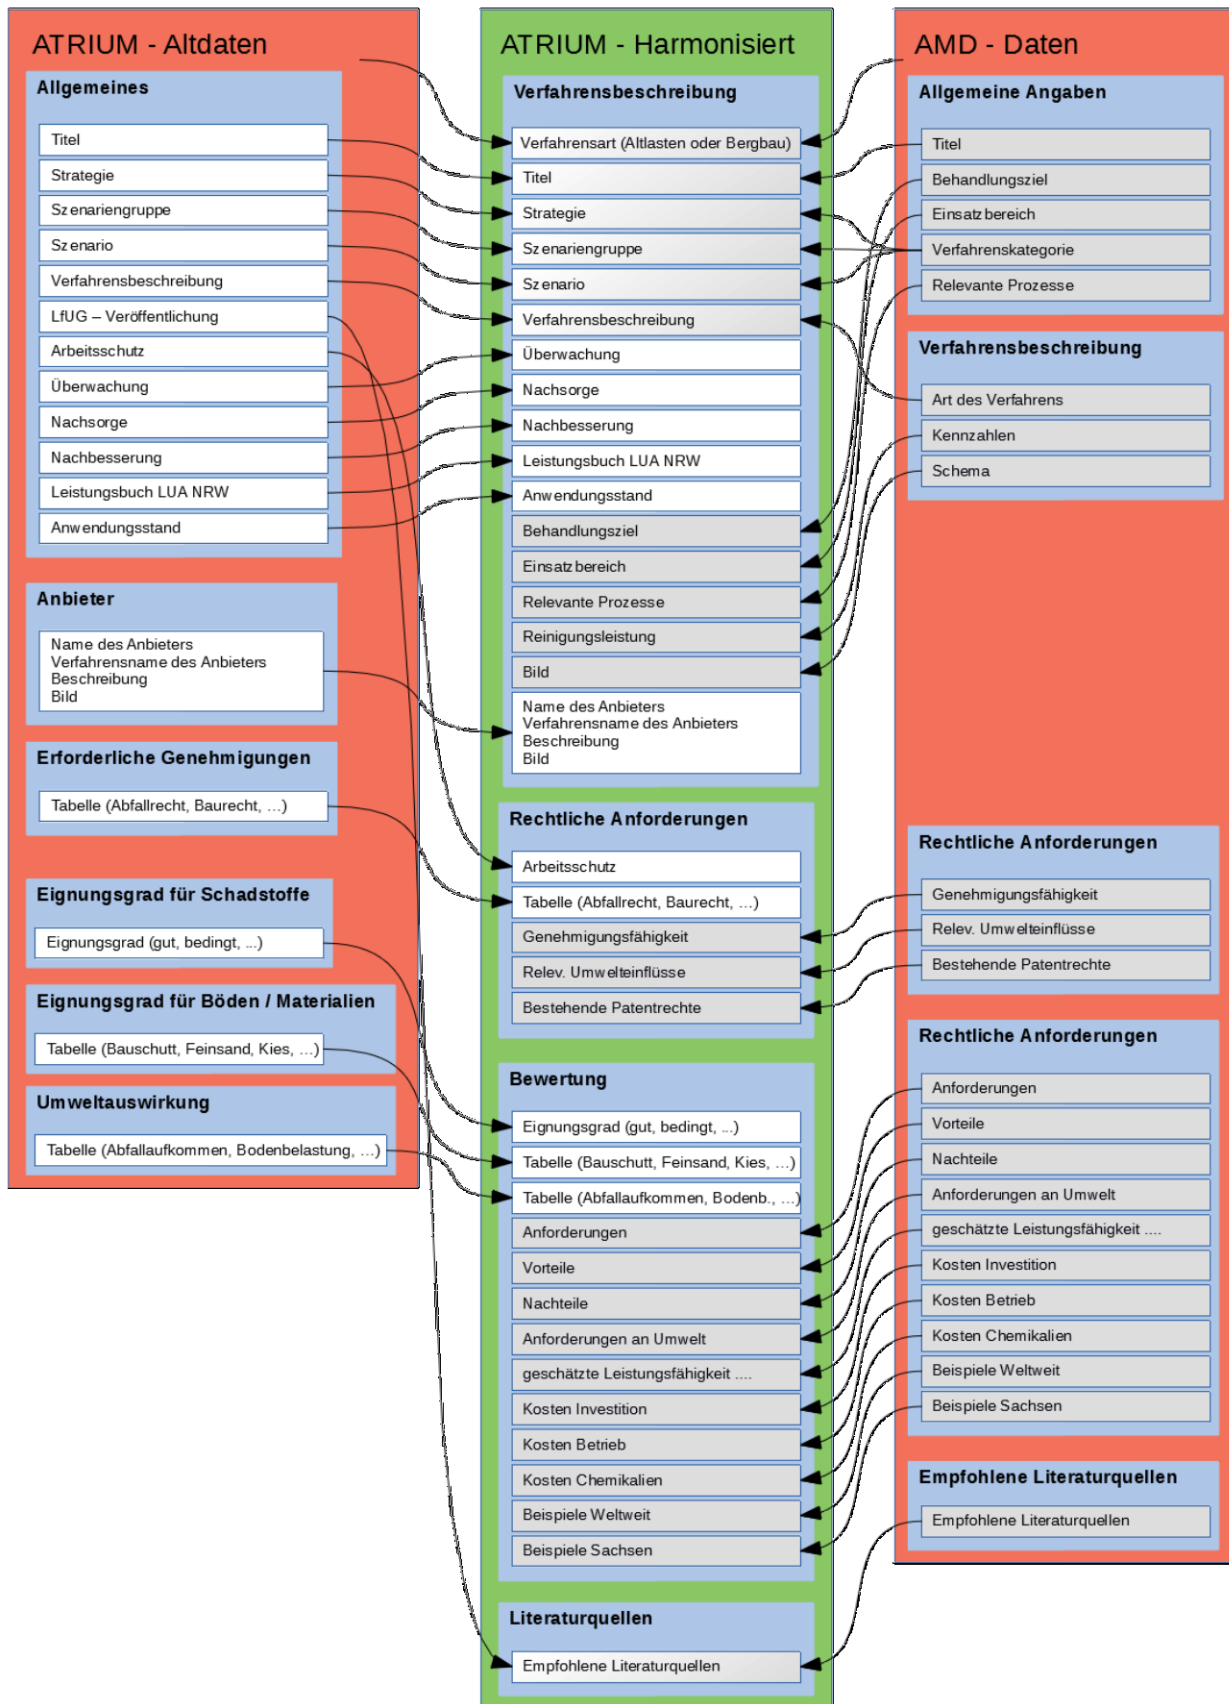 ATRIUM - Altdaten
Allgemeines
Titel
Strategie
Szenariengruppe
Szenario
Verfahrensbeschreibung
LfUG – Veröffentlichung
Arbeitsschutz
Überwachung
Nachsorge
Nachbesserung
Leistungsbuch LUA NRW
Anwendungsstand
Anbieter
Name des Anbieters
Verfahrensname des Anbieters
Beschreibung
Bild
Erforderliche Genehmigungen
Tabelle (Abfallrecht, Baurecht, ...)
Eignungsgrad für Schadstoffe
Eignungsgrad (gut, bedingt, ...)
Eignungsgrad für Böden / Materialien
Tabelle (Bauschutt, Feinsand, Kies, ...)
Umweltauswirkung
Tabelle (Abfallaufkommen, Bodenbelastung, ...)
ATRIUM - Harmonisiert
Verfahrensbeschreibung
Verfahrensart (Altlasten oder Bergbau)
Titel
Strategie
Szenariengruppe
Szenario
Verfahrensbeschreibung
Überwachung
Nachsorge
Nachbesserung
Leistungsbuch LUA NRW
Anwendungsstand
Behandlungsziel
Einsatzbereich
Relevante Prozesse
Reinigungsleistung
Bild
Name des Anbieters
Verfahrensname des Anbieters
Beschreibung
Bild
Rechtliche Anforderungen
Arbeitsschutz
Tabelle (Abfallrecht, Baurecht, ...)
Genehmigungsfähigkeit
Relev. Umwelteinflüsse
Bestehende Patentrechte
Bewertung
Eignungsgrad (gut, bedingt, ...)
Tabelle (Bauschutt, Feinsand, Kies, ...)
Tabelle (Abfallaufkommen, Bodenb., ...)
Anforderungen
Vorteile
Nachteile
Anforderungen an Umwelt
geschätzte Leistungsfähigkeit ....
Kosten Investition
Kosten Betrieb
Kosten Chemikalien
Beispiele Weltweit
Beispiele Sachsen
Literaturquellen
Empfohlene Literaturquellen
AMD - Daten
Allgemeine Angaben
Titel
Behandlungsziel
Einsatzbereich
Verfahrenskategorie
Relevante Prozesse
Verfahrensbeschreibung
Art des Verfahrens
Kennzahlen
Schema
Rechtliche Anforderungen
Genehmigungsfähigkeit
Relev. Umwelteinflüsse
Bestehende Patentrechte
Rechtliche Anforderungen
Anforderungen
Vorteile
Nachteile
Anforderungen an Umwelt
geschätzte Leistungsfähigkeit ....
Kosten Investition
Kosten Betrieb
Kosten Chemikalien
Beispiele Weltweit
Beispiele Sachsen
Empfohlene Literaturquellen
Empfohlene Literaturquellen